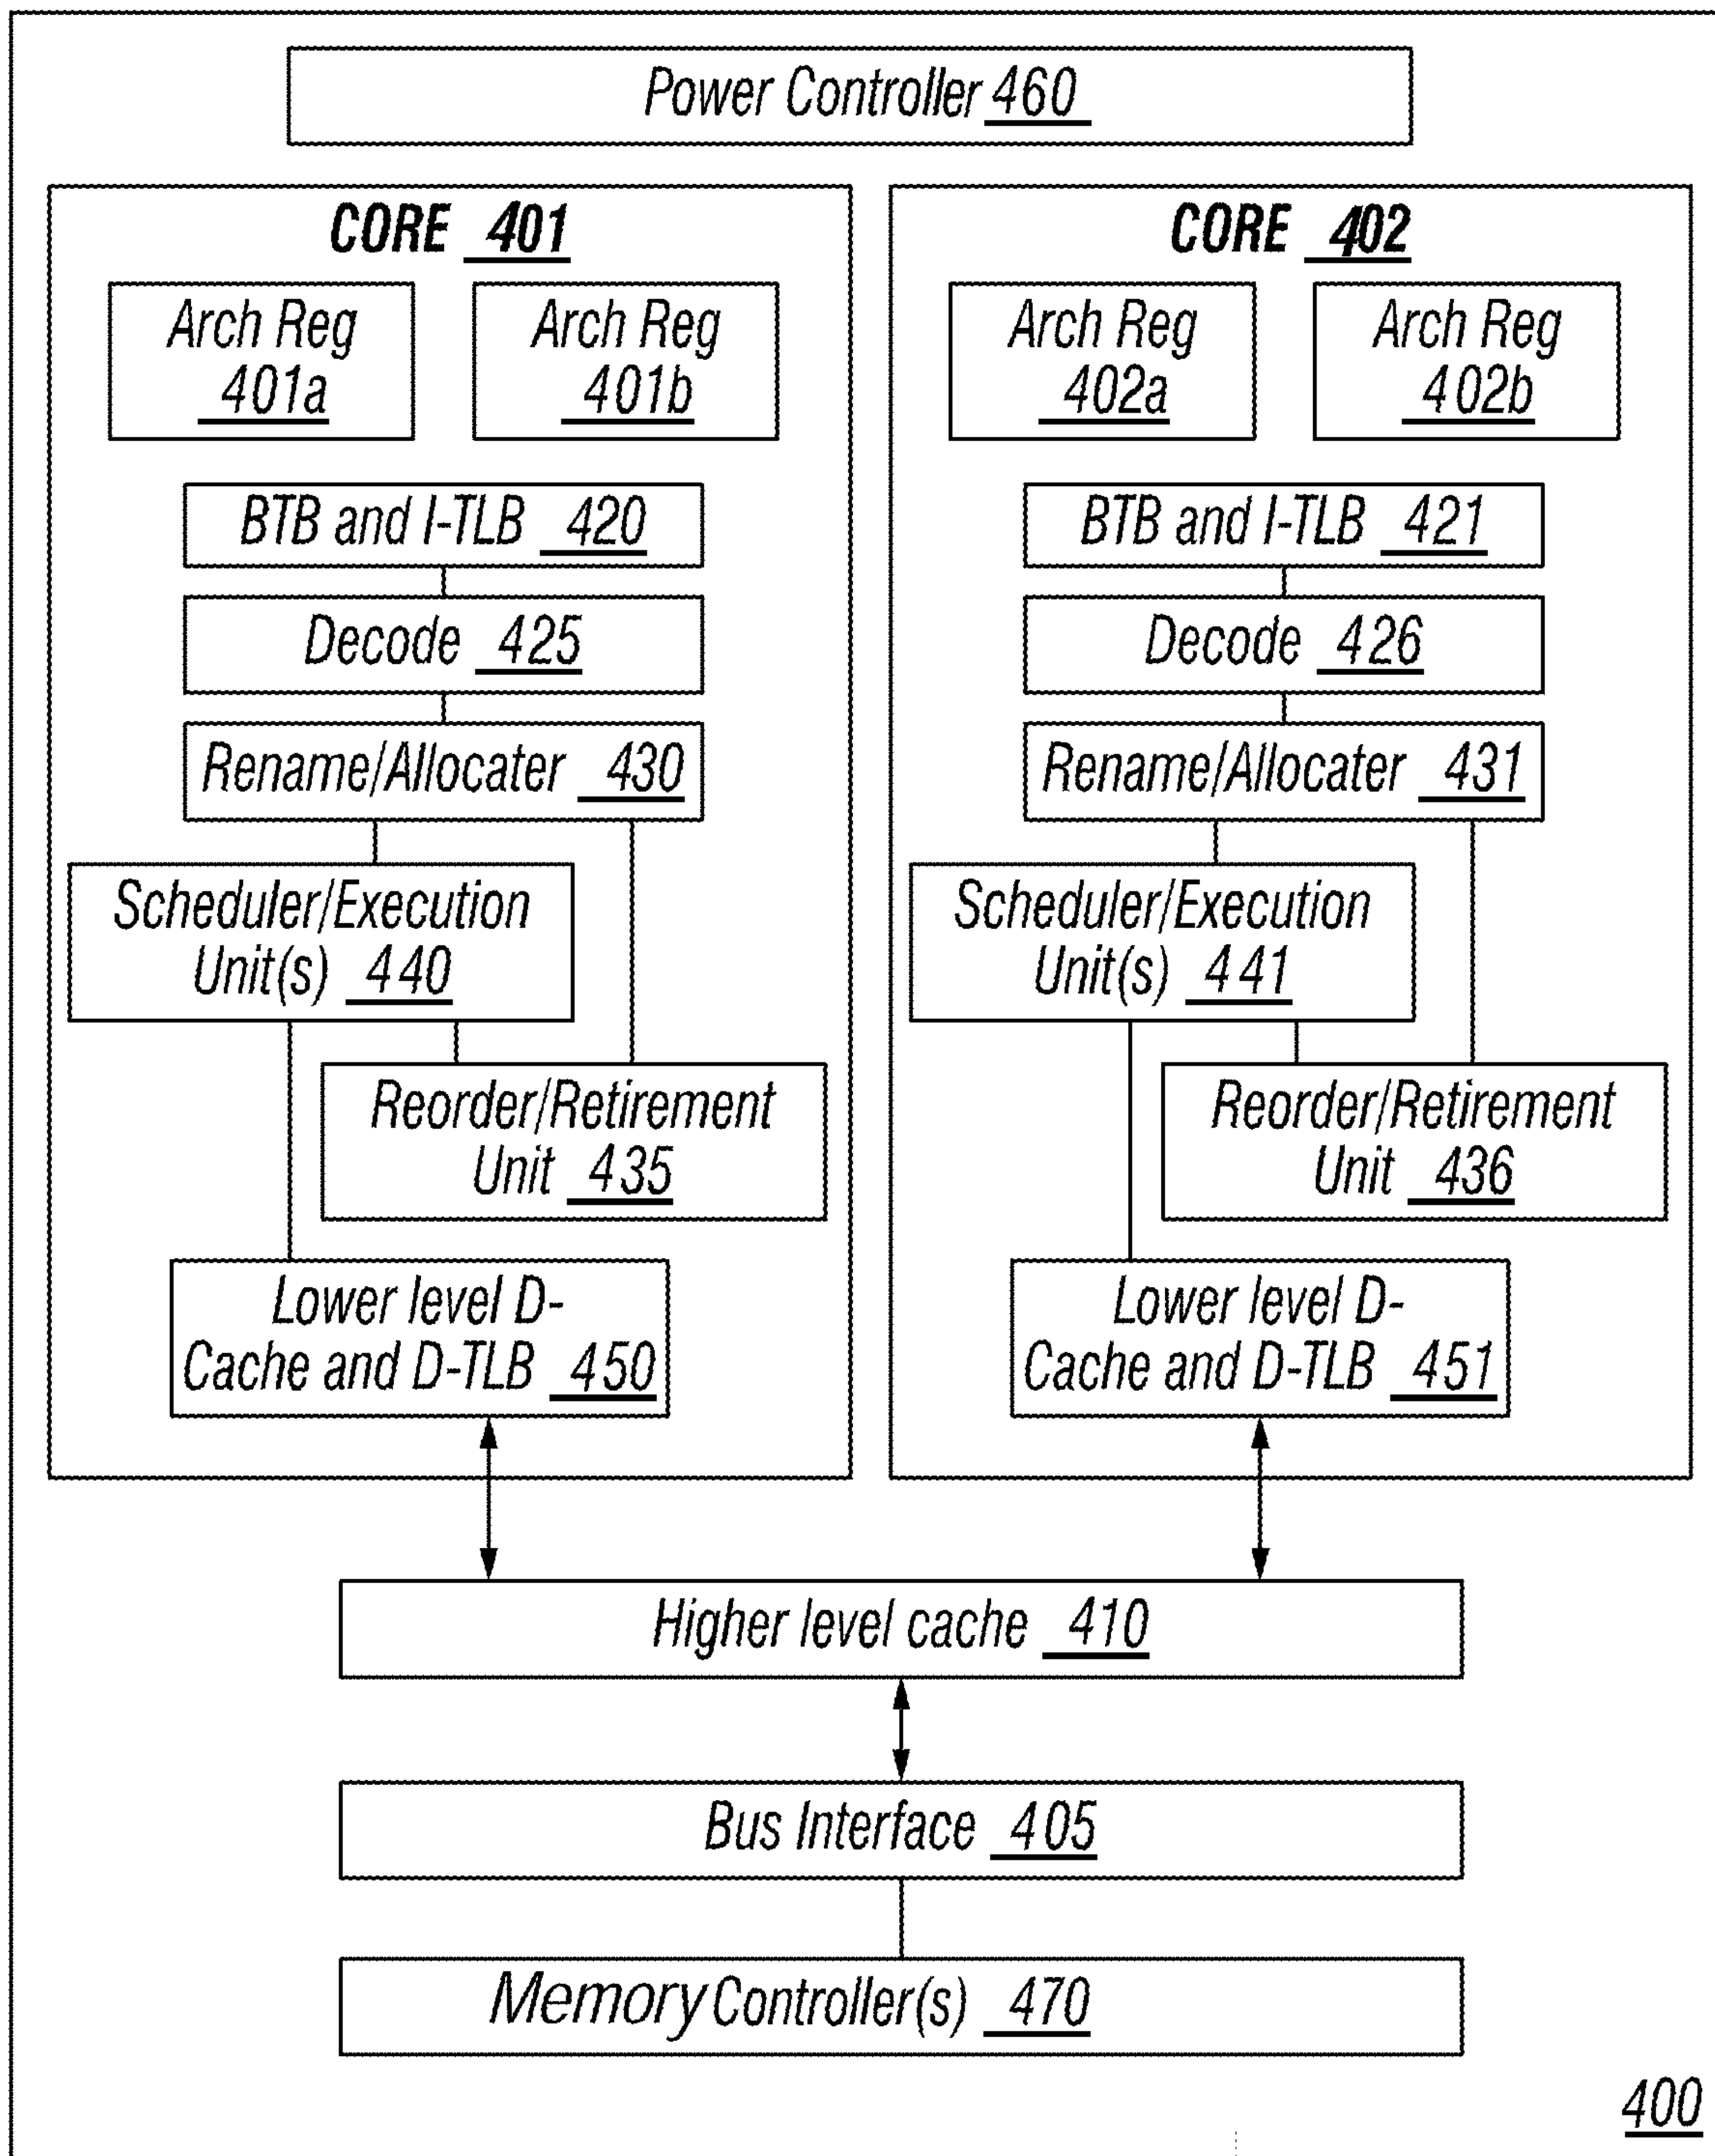 Power Controller 460
CORE 401
Arch Reg
401a
Arch Reg
401b
BTB and I-TLB 420
Decode 425
Rename/Allocater 430
Scheduler/Execution
Unit(s) 440
Reorder/Retirement
Unit 435
Lower level D-
Cache and D-TLB 450
CORE 402
Arch Reg
402a
Arch Reg
402b
BTB and I-TLB 421
Decode 426
Rename/Allocater 431
Scheduler/Execution
Unit(s) 441
Reorder/Retirement
Unit 436
Lower level D-
Cache and D-TLB 451
Higher level cache 410
Bus Interface 405
Memory Controller(s) 470
400